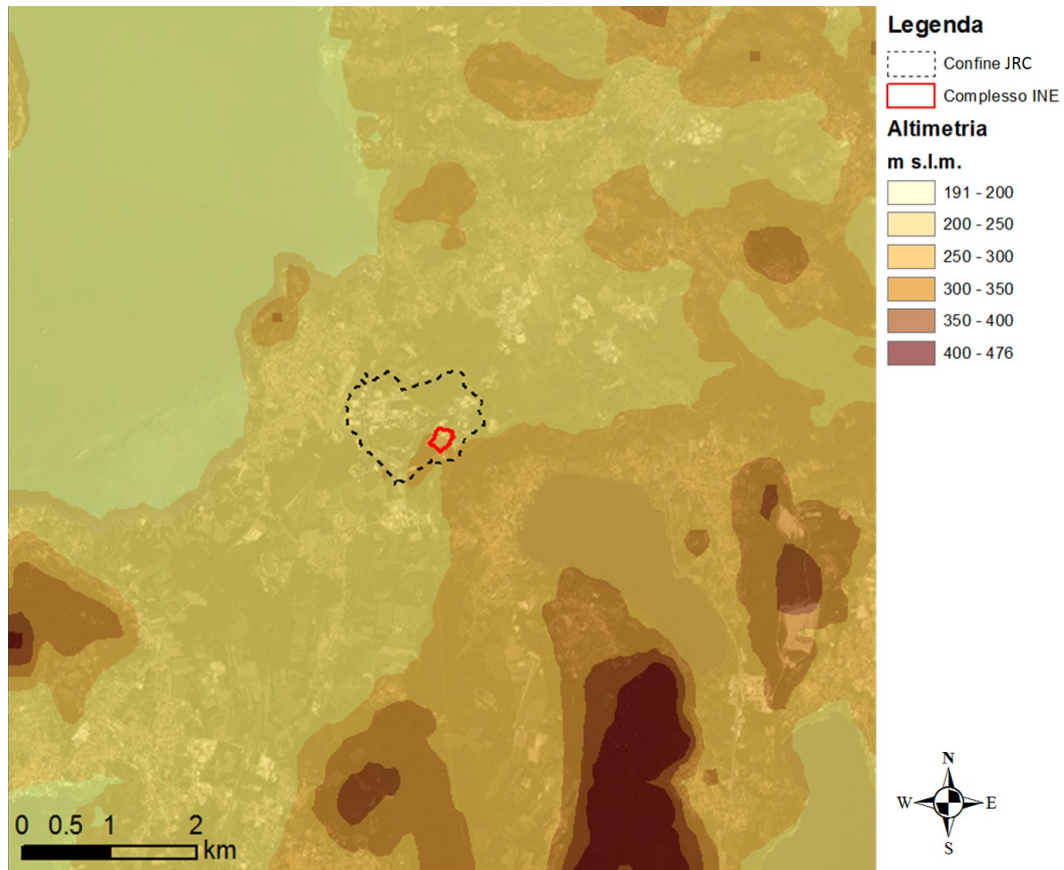 Legenda
Confine JRC
Complesso INE
Altimetria
m s.l.m.
191 - 200
200 - 250
250 - 300
300 - 350
350 - 400
400 - 476
N
W E
S
0 0.5 1 2
km